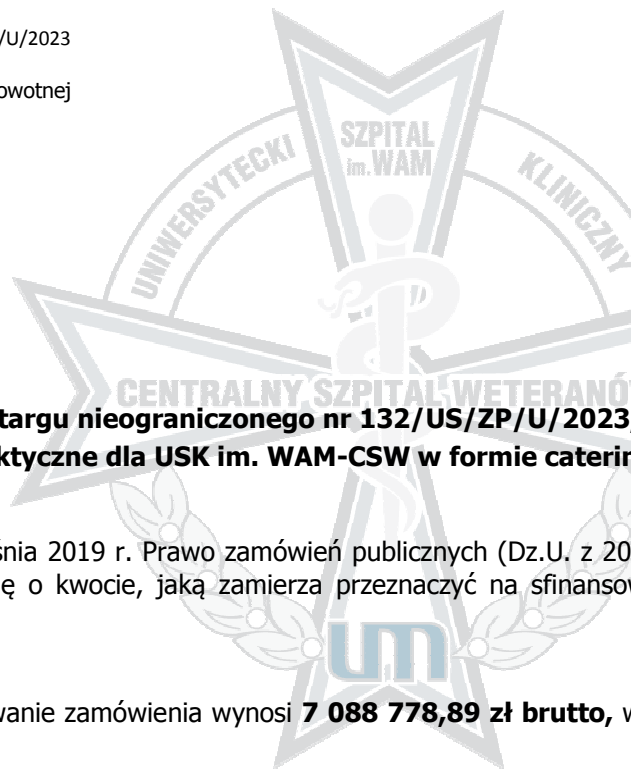 /U/2023
owotnej
SZPITAL
im. WAM
UNIWERSYTECKI
KLINICZNY
CENTRALNY SZPITAL WETERANÓ
targu nieograniczonego nr 132/US/ZP/U/2023,
ktyczne dla USK im. WAM-CSW w formie caterin
śnia 2019 r. Prawo zamówień publicznych (Dz.U. z 20
ę o kwocie, jaką zamierza przeznaczyć na sfinansow
um
wanie zamówienia wynosi 7 088 778,89 zł brutto, w